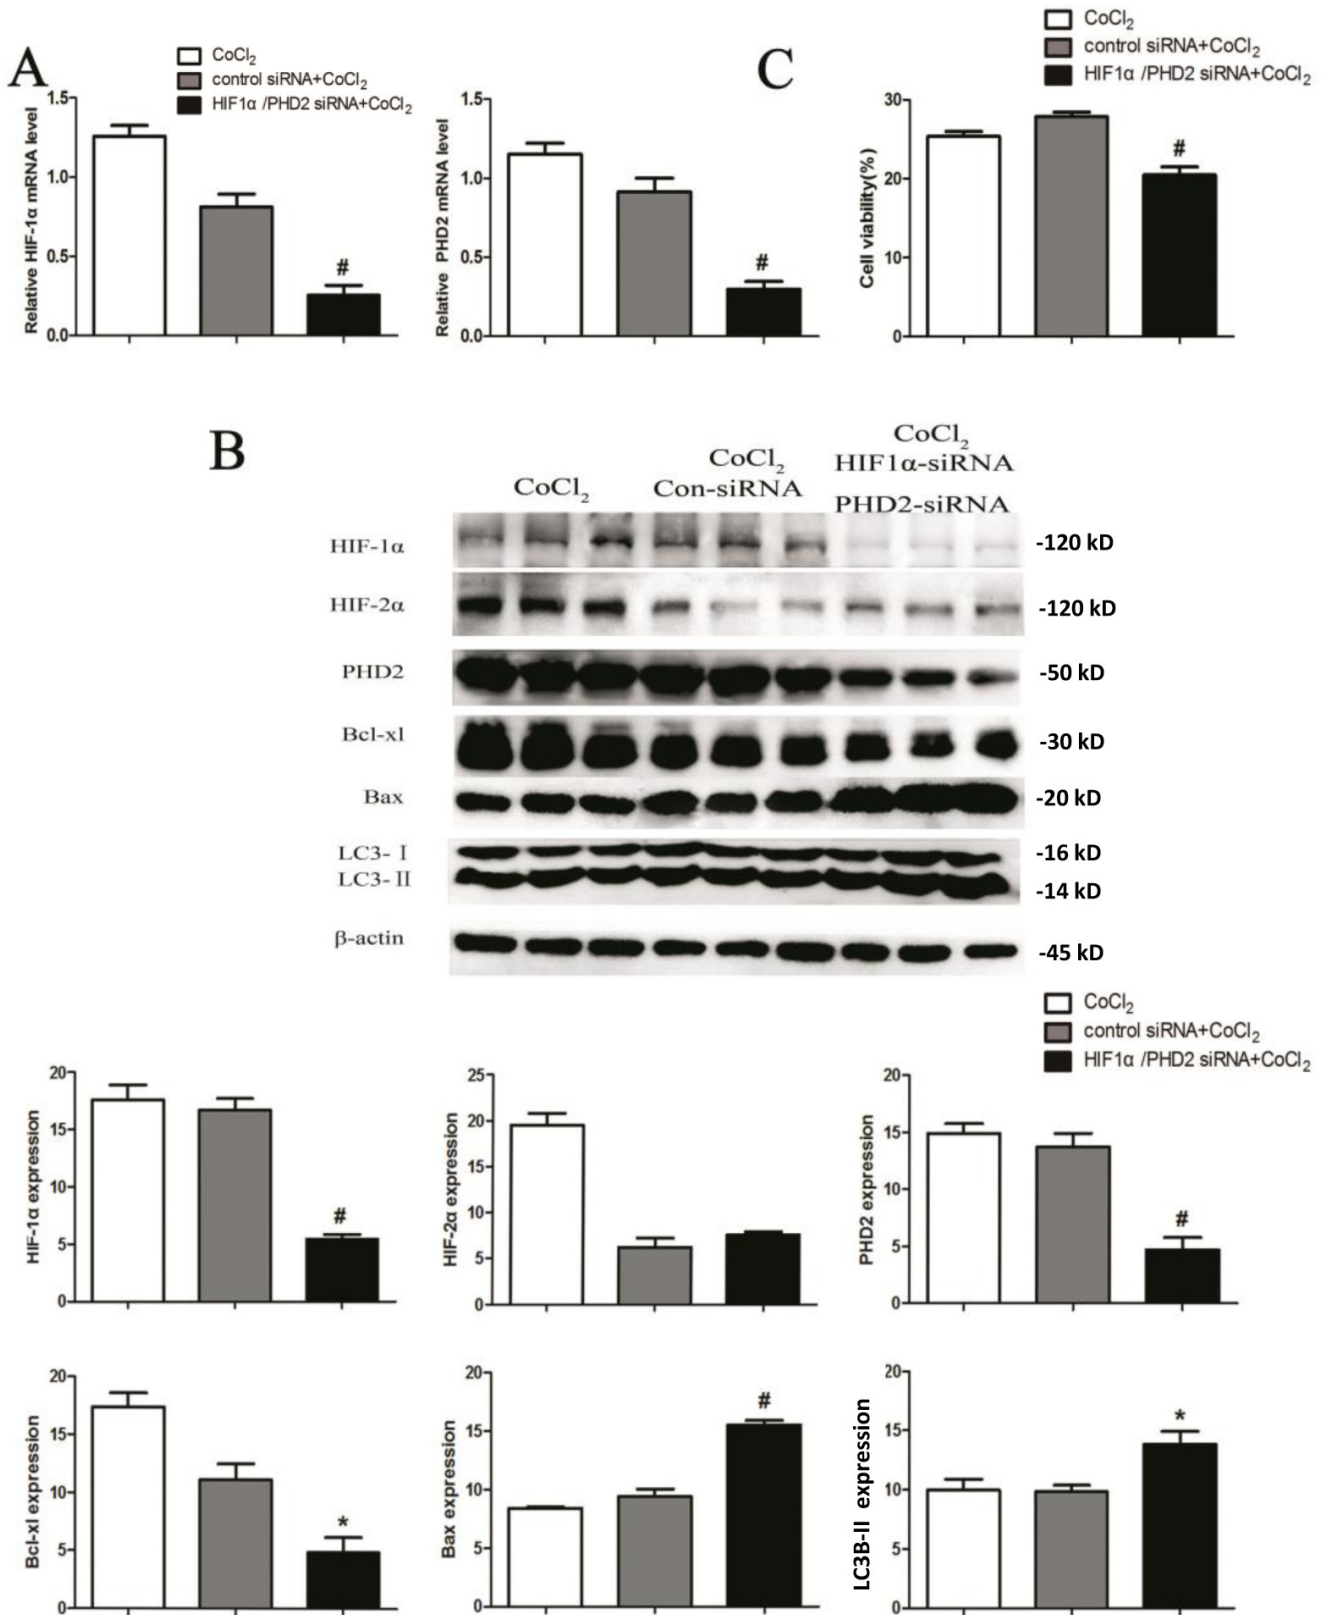 A
CoCl2
control siRNA+CoCl2
HIF1α /PHD2 siRNA+CoCl2
Relative HIF-1α mRNA level
1.5
1.0
0.5
0.0
#
Relative PHD2 mRNA level
1.5
1.0
0.5
0.0
#
C
CoCl2
control siRNA+CoCl2
HIF1α /PHD2 siRNA+CoCl2
Cell viability(%)
30
20
10
0
#
B
CoCl2
CoCl2
Con-siRNA
CoCl2
HIF1α-siRNA
PHD2-siRNA
HIF-1α
-120 kD
HIF-2α
-120 kD
PHD2
-50 kD
Bcl-xl
-30 kD
Bax
-20 kD
LC3- Ⅰ
-16 kD
LC3- Ⅱ
-14 kD
β-actin
-45 kD
CoCl2
control siRNA+CoCl2
HIF1α /PHD2 siRNA+CoCl2
HIF-1α expression
20
15
10
5
0
#
HIF-2α expression
25
20
15
10
5
0
PHD2 expression
20
15
10
5
0
#
Bcl-xl expression
20
15
10
5
0
*
Bax expression
20
15
10
5
0
#
LC3B-II expression
20
15
10
5
0
*